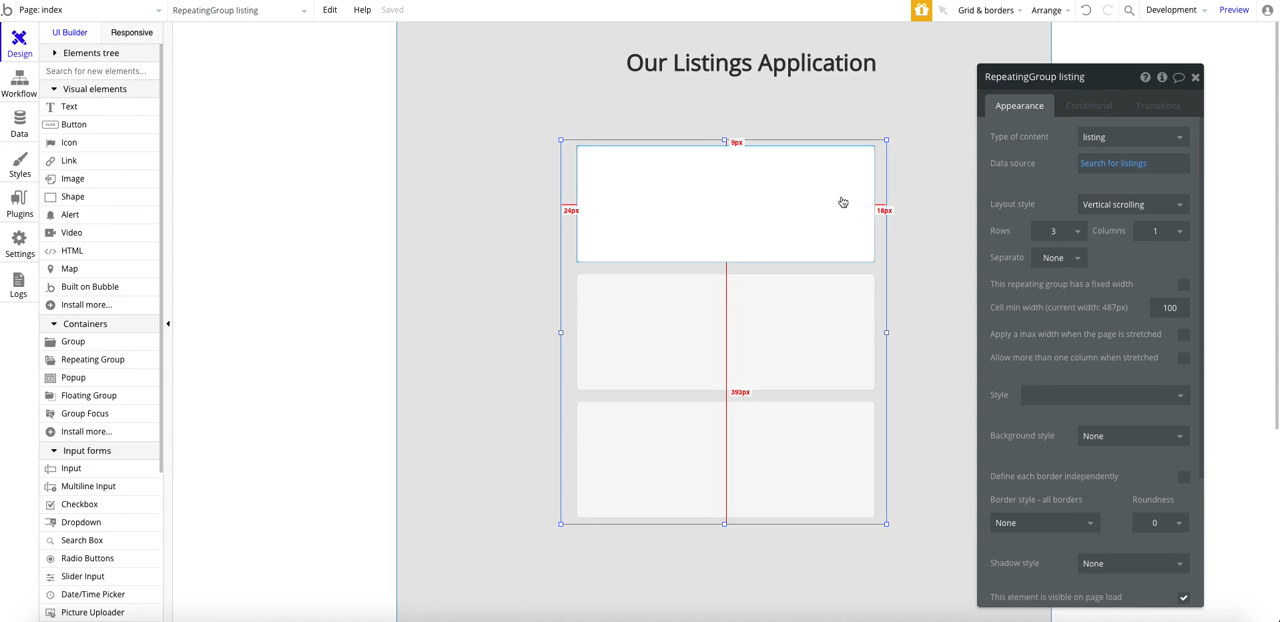 Page: index
RepeatingGroup listing
Edit
Help
Saved
Grid & borders
Arrange
Development
Preview
Design
Workflow
Data
Styles
Plugins
Settings
Logs
UI Builder
Responsive
Elements tree
Search for new elements...
Visual elements
Text
Button
Icon
Link
Image
Shape
Alert
Video
HTML
Map
Built on Bubble
Install more...
Containers
Group
Repeating Group
Popup
Floating Group
Group Focus
Install more...
Input forms
Input
Multiline Input
Checkbox
Dropdown
Search Box
Radio Buttons
Slider Input
Date/Time Picker
Picture Uploader
Our Listings Application
9px
24px
18px
393px
RepeatingGroup listing
Appearance
Conditional
Transitions
Type of content
listing
Data source
Search for listings
Layout style
Vertical scrolling
Rows
3
Columns
1
Separato
None
This repeating group has a fixed width
Cell min width (current width: 487px)
100
Apply a max width when the page is stretched
Allow more than one column when stretched
Style
Background style
None
Define each border independently
Border style - all borders
Roundness
None
0
Shadow style
None
This element is visible on page load